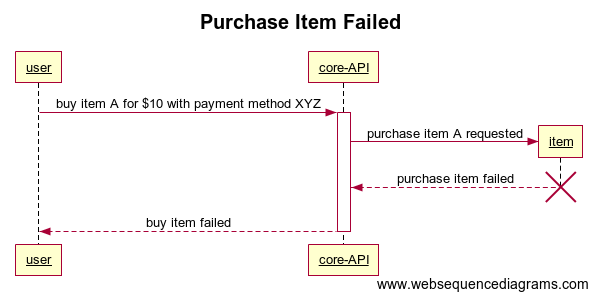 Purchase Item Failed
user
core-API
buy item A for $10 with payment method XYZ
purchase item A requested
item
purchase item failed
buy item failed
user
core-API
www.websequencediagrams.com